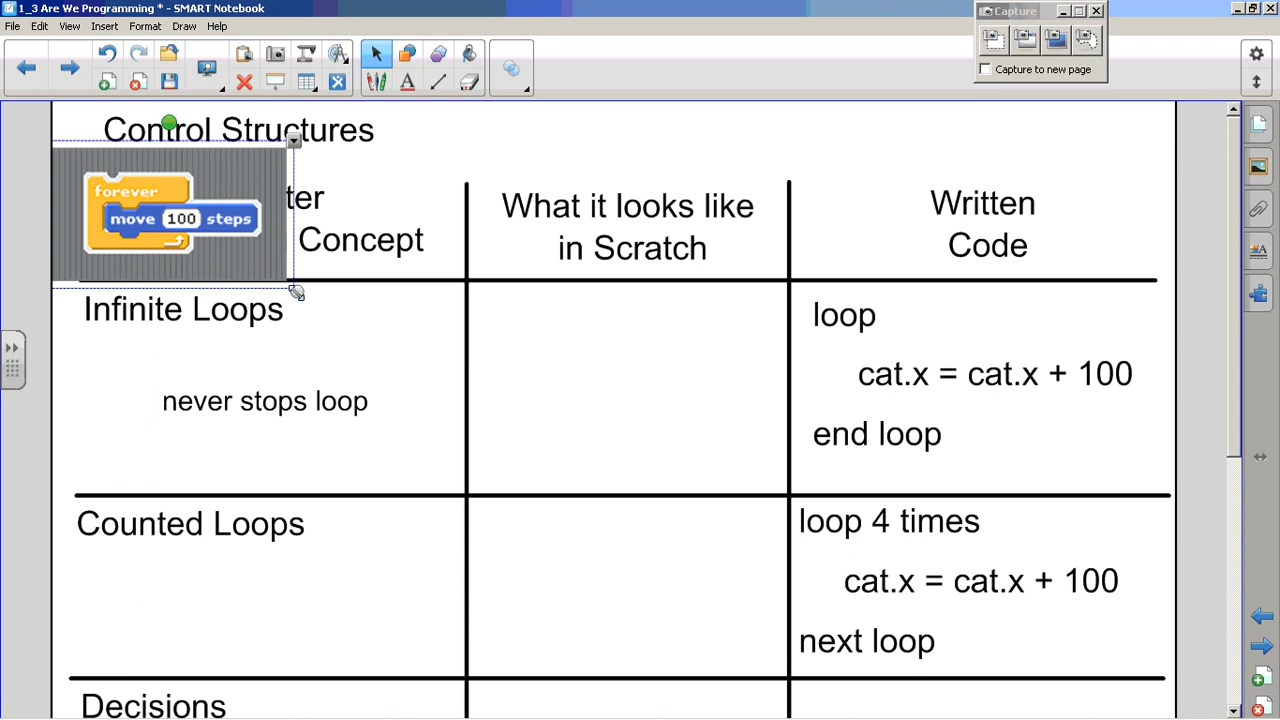 1_3 Are We Programming * - SMART Notebook
File Edit View Insert Format Draw Help
Capture
Capture to new page
Control Structures
forever
move 100 steps
ter
Concept
What it looks like
in Scratch
Written
Code
Infinite Loops
never stops loop
loop
cat.x = cat.x + 100
end loop
Counted Loops
loop 4 times
cat.x = cat.x + 100
next loop
Decisions